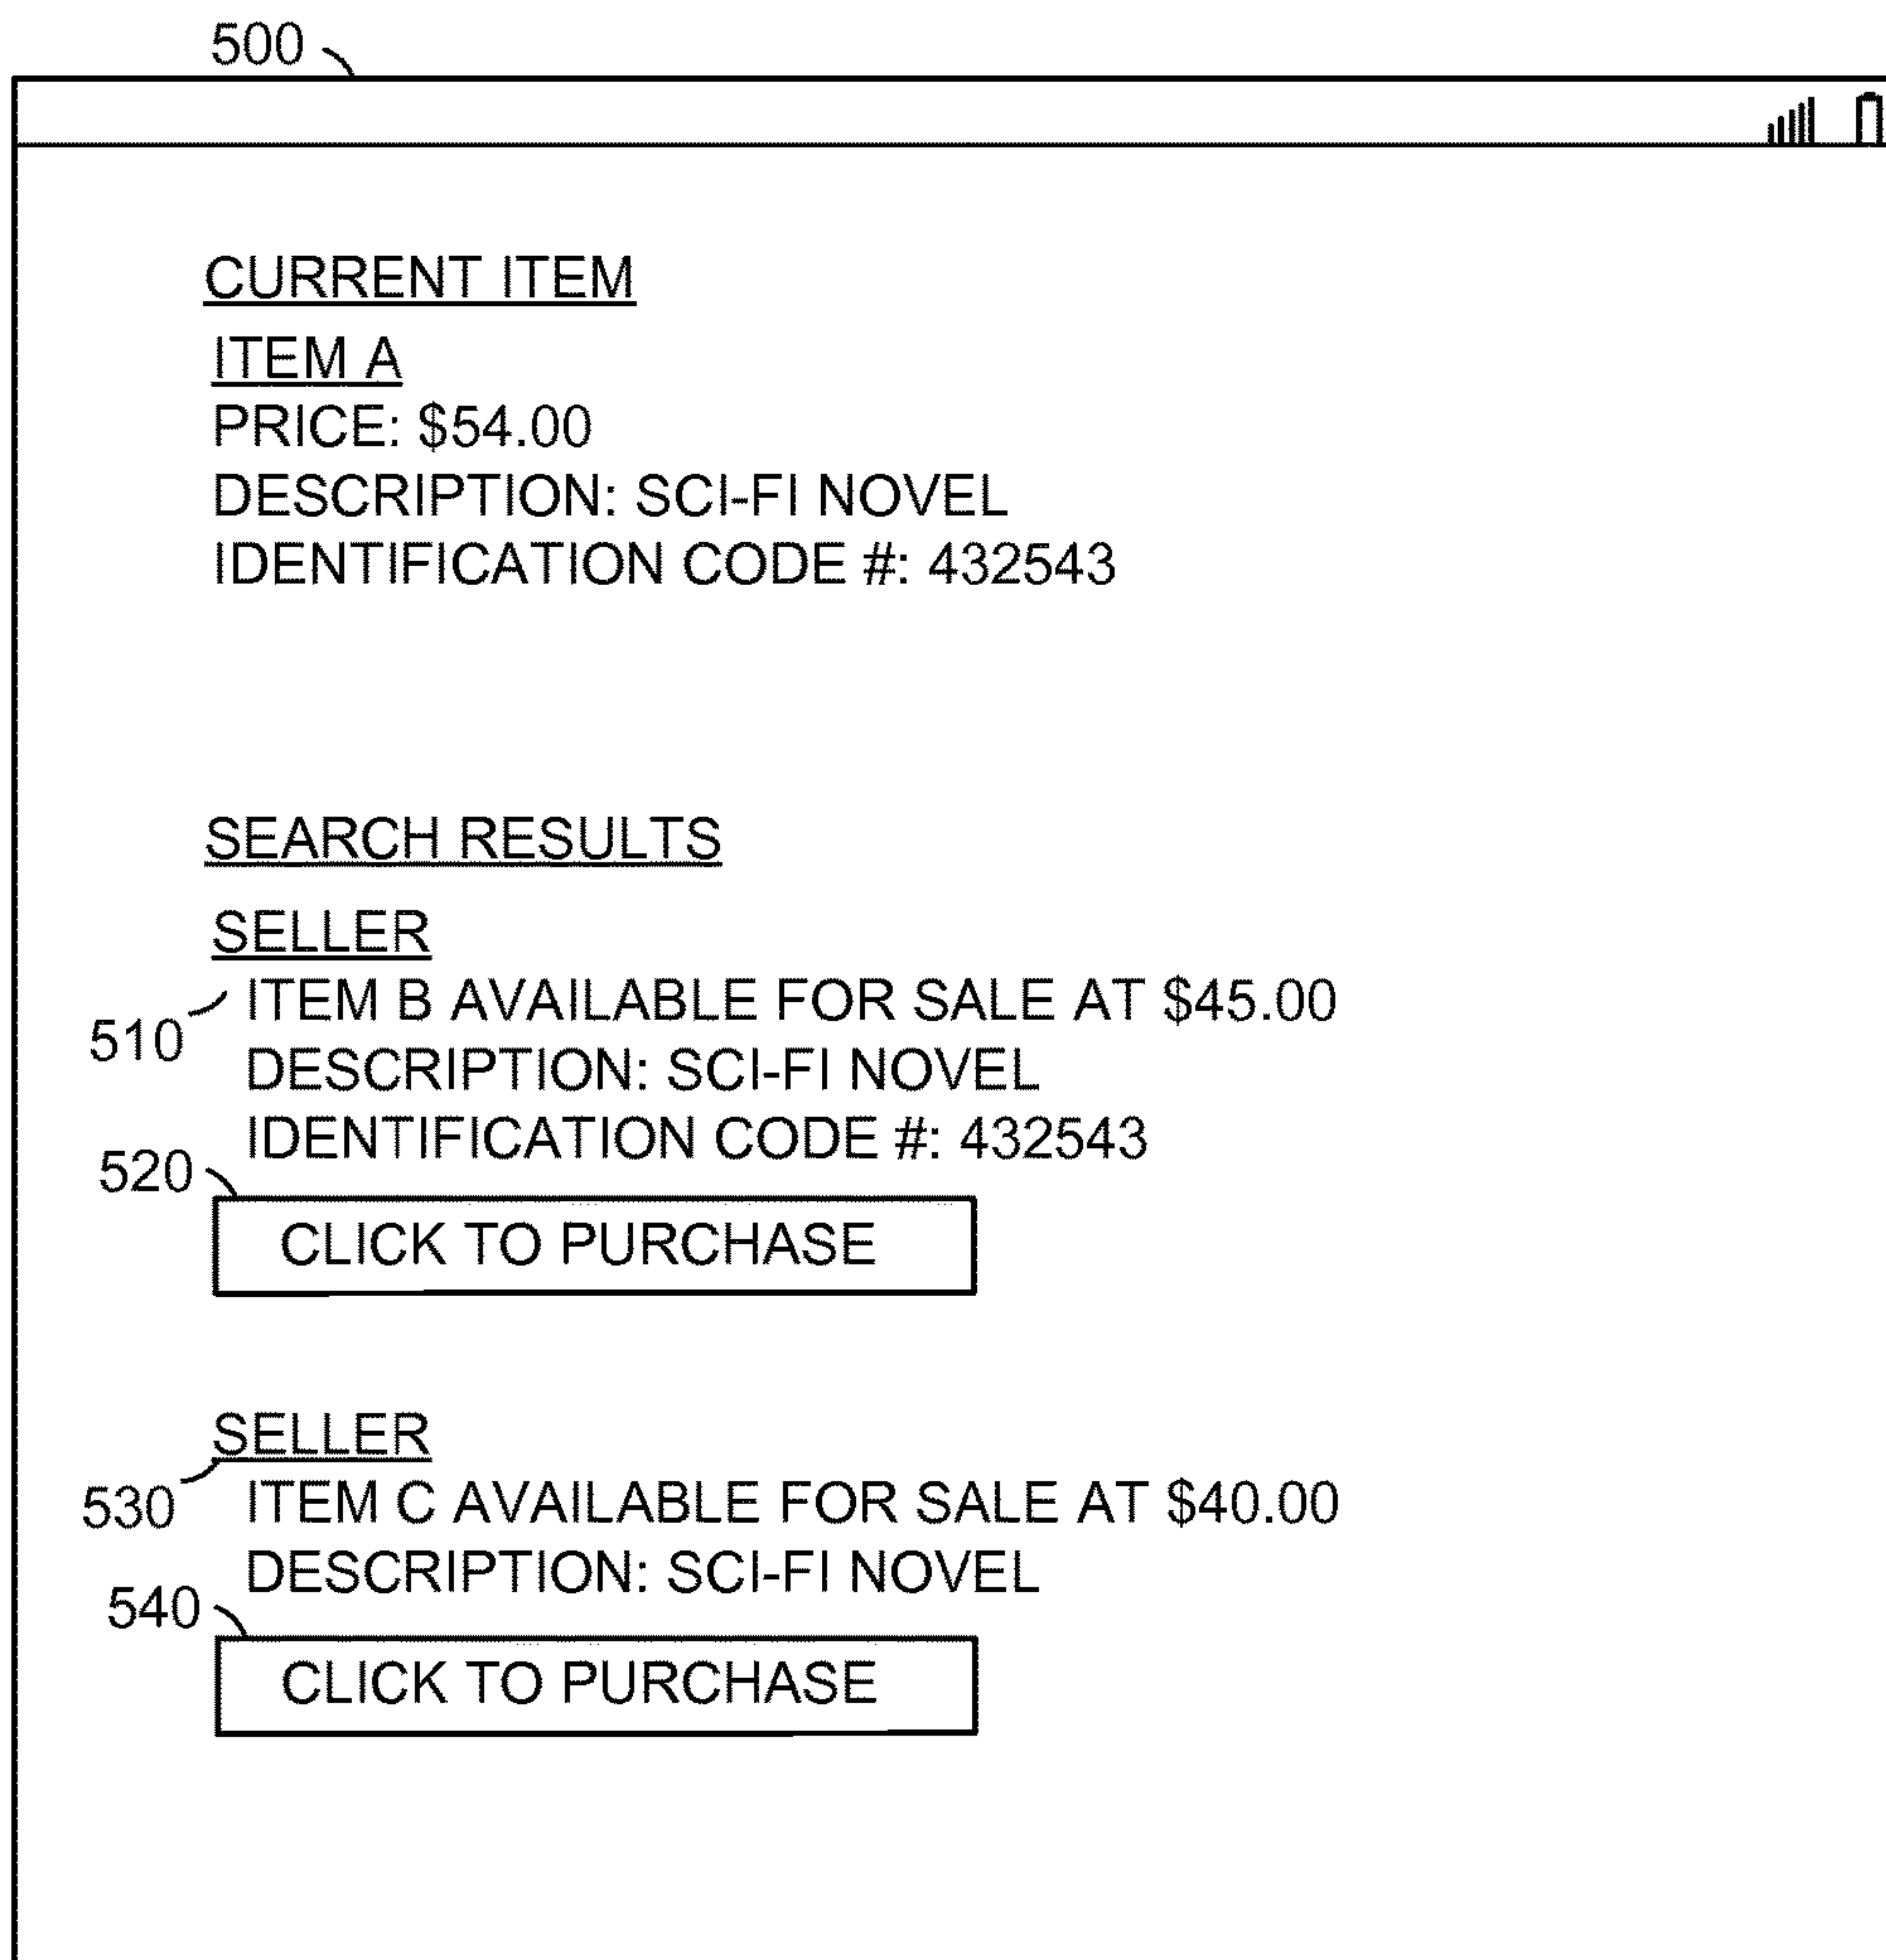 500
CURRENT ITEM
ITEM A
PRICE: $54.00
DESCRIPTION: SCI-FI NOVEL
IDENTIFICATION CODE #: 432543
SEARCH RESULTS
SELLER
510 ITEM B AVAILABLE FOR SALE AT $45.00
DESCRIPTION: SCI-FI NOVEL
IDENTIFICATION CODE #: 432543
520
CLICK TO PURCHASE
SELLER
530 ITEM C AVAILABLE FOR SALE AT $40.00
DESCRIPTION: SCI-FI NOVEL
540
CLICK TO PURCHASE